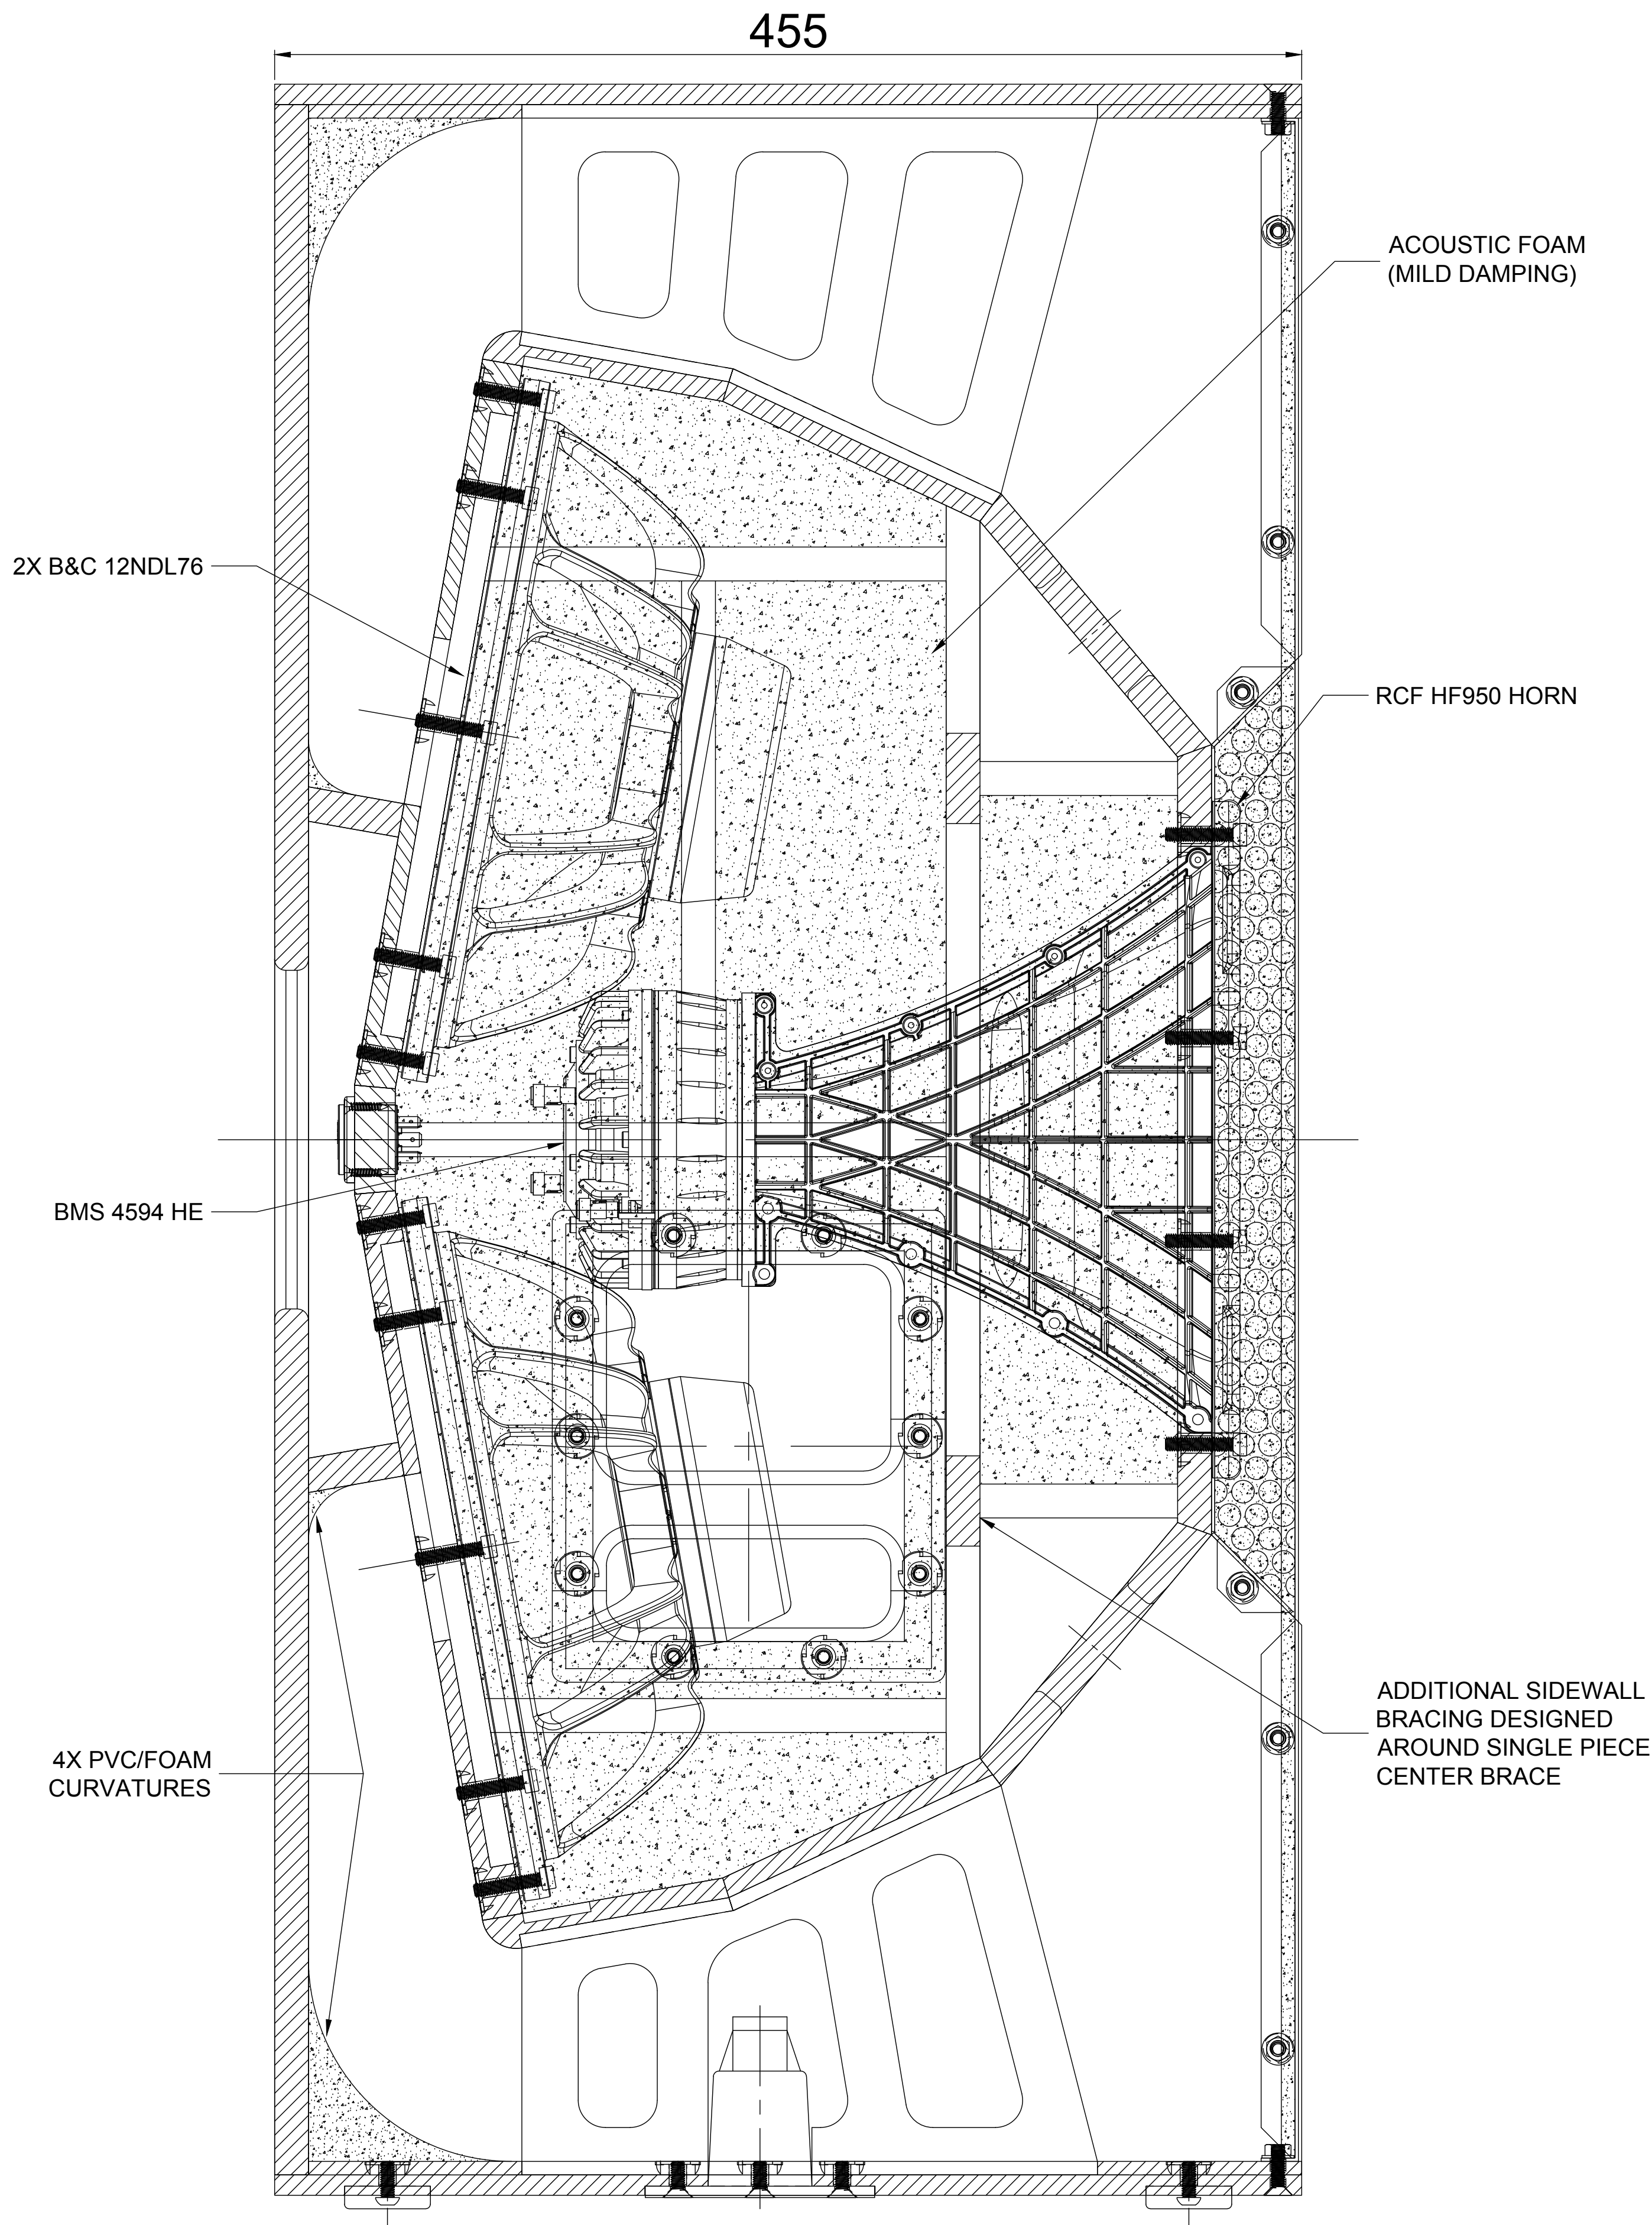 455
ACOUSTIC FOAM
(MILD DAMPING)
2X B&C 12NDL76
RCF HF950 HORN
BMS 4594 HE
ADDITIONAL SIDEWALL
BRACING DESIGNED
AROUND SINGLE PIECE
CENTER BRACE
4X PVC/FOAM
CURVATURES